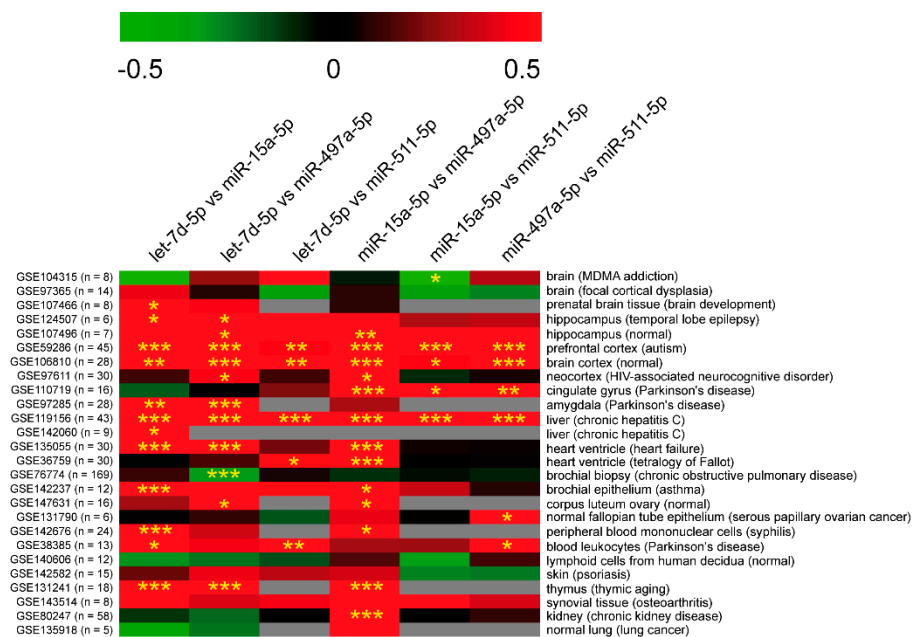 -0.5 0 0.5
let-7d-5p vs miR-15a-5p
let-7d-5p vs miR-497a-5p
let-7d-5p vs miR-511-5p
miR-15a-5p vs miR-497a-5p
miR-15a-5p vs miR-511-5p
miR-497a-5p vs miR-511-5p
GSE104315 (n = 8) * brain (MDMA addiction)
GSE97365 (n = 14) brain (focal cortical dysplasia)
GSE107466 (n = 8) * prenatal brain tissue (brain development)
GSE124507 (n = 6) * * hippocampus (temporal lobe epilepsy)
GSE107496 (n = 7) * ** hippocampus (normal)
GSE59286 (n = 45) *** *** ** *** *** *** prefrontal cortex (autism)
GSE106810 (n = 28) ** *** ** *** * *** brain cortex (normal)
GSE97611 (n = 30) * * neocortex (HIV-associated neurocognitive disorder)
GSE110719 (n = 16) *** * ** cingulate gyrus (Parkinson's disease)
GSE97285 (n = 28) ** *** amygdala (Parkinson's disease)
GSE119156 (n = 43) *** *** *** *** *** *** liver (chronic hepatitis C)
GSE142060 (n = 9) * liver (chronic hepatitis C)
GSE135055 (n = 30) *** *** *** heart ventricle (heart failure)
GSE36759 (n = 30) * *** heart ventricle (tetralogy of Fallot)
GSE76774 (n = 169) *** brochial biopsy (chronic obstructive pulmonary disease)
GSE142237 (n = 12) *** * brochial epithelium (asthma)
GSE147631 (n = 16) * * corpus luteum ovary (normal)
GSE131790 (n = 6) * normal fallopian tube epithelium (serous papillary ovarian cancer)
GSE142676 (n = 24) *** * peripheral blood mononuclear cells (syphilis)
GSE38385 (n = 13) * ** * blood leukocytes (Parkinson's disease)
GSE140606 (n = 12) lymphoid cells from human decidua (normal)
GSE142582 (n = 15) skin (psoriasis)
GSE131241 (n = 18) *** *** *** thymus (thymic aging)
GSE143514 (n = 8) synovial tissue (osteoarthritis)
GSE80247 (n = 58) *** kidney (chronic kidney disease)
GSE135918 (n = 5) normal lung (lung cancer)